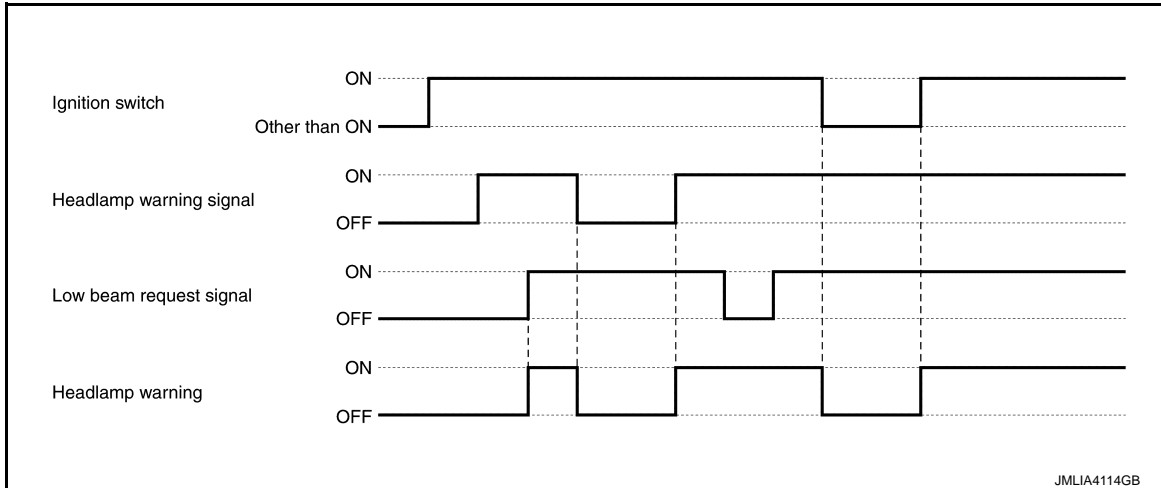 ON
Ignition switch
Other than ON
ON
Headlamp warning signal
OFF
ON
Low beam request signal
OFF
ON
Headlamp warning
OFF
JMLIA4114GB